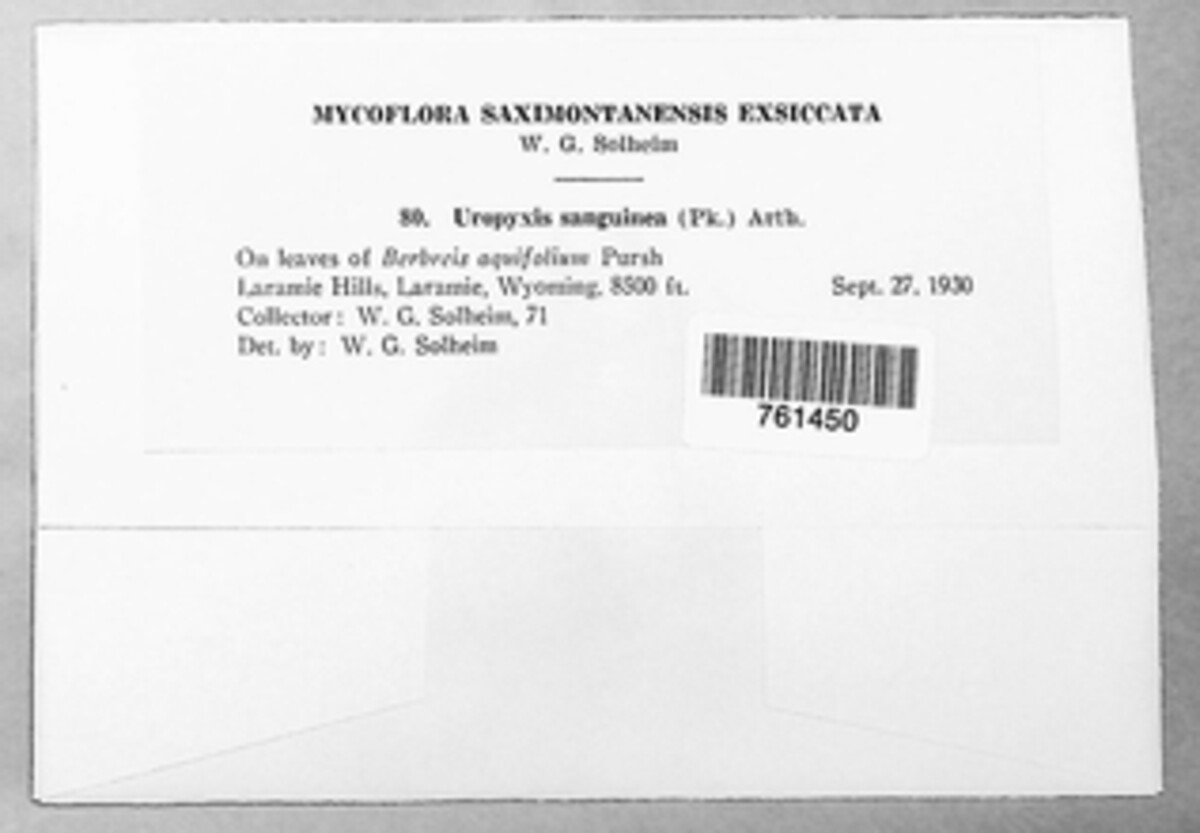 MYCOFLORA SAXIMONTANENSIS EXSICCATA
W. G. Solheim
80. Uropyxis sanguinea (Pk.) Arth.
On leaves of Berbreis aquifolium Pursh
Laramie Hills, Laramie, Wyoming, 8500 ft. Sept. 27, 1930
Collector: W. G. Solheim, 71
Det. by: W. G. Solheim
761450